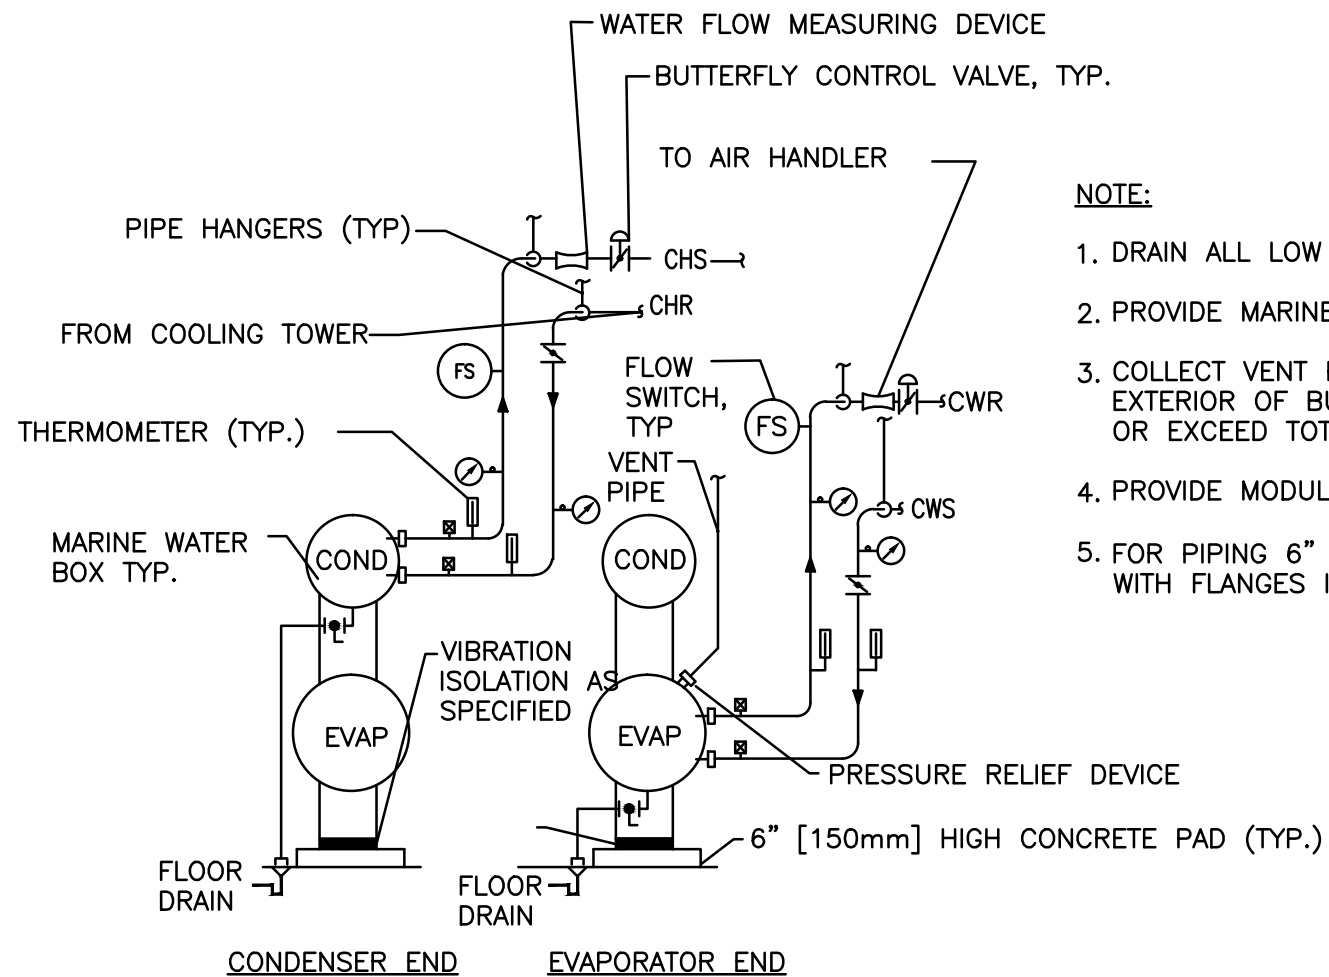 WATER FLOW MEASURING DEVICE
BUTTERFLY CONTROL VALVE, TYP.
TO AIR HANDLER
PIPE HANGERS (TYP)
CHS
CHR
FROM COOLING TOWER
FS
THERMOMETER (TYP.)
MARINE WATER
BOX TYP.
COND
EVAP
VIBRATION
ISOLATION AS
SPECIFIED
FLOOR
DRAIN
CONDENSER END
FLOW
SWITCH,
TYP
FS
VENT
PIPE
CWR
CWS
COND
EVAP
PRESSURE RELIEF DEVICE
6” [150mm] HIGH CONCRETE PAD (TYP.)
FLOOR
DRAIN
EVAPORATOR END
NOTE:
1. DRAIN ALL LOW
2. PROVIDE MARINE
3. COLLECT VENT
EXTERIOR OF
OR EXCEED
4. PROVIDE
5. FOR PIPING 6”
WITH FLANGES